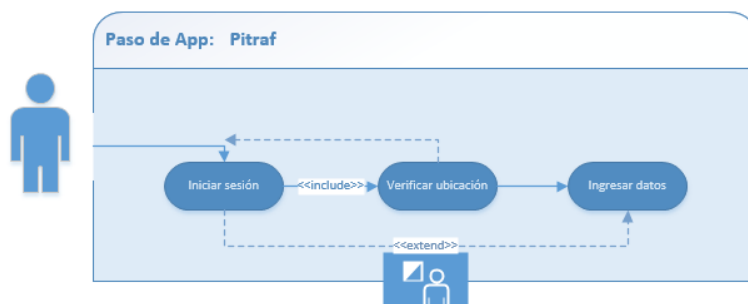 Paso de App: Pitraf
Iniciar sesión
<<include>>
Verificar ubicación
Ingresar datos
<<extend>>